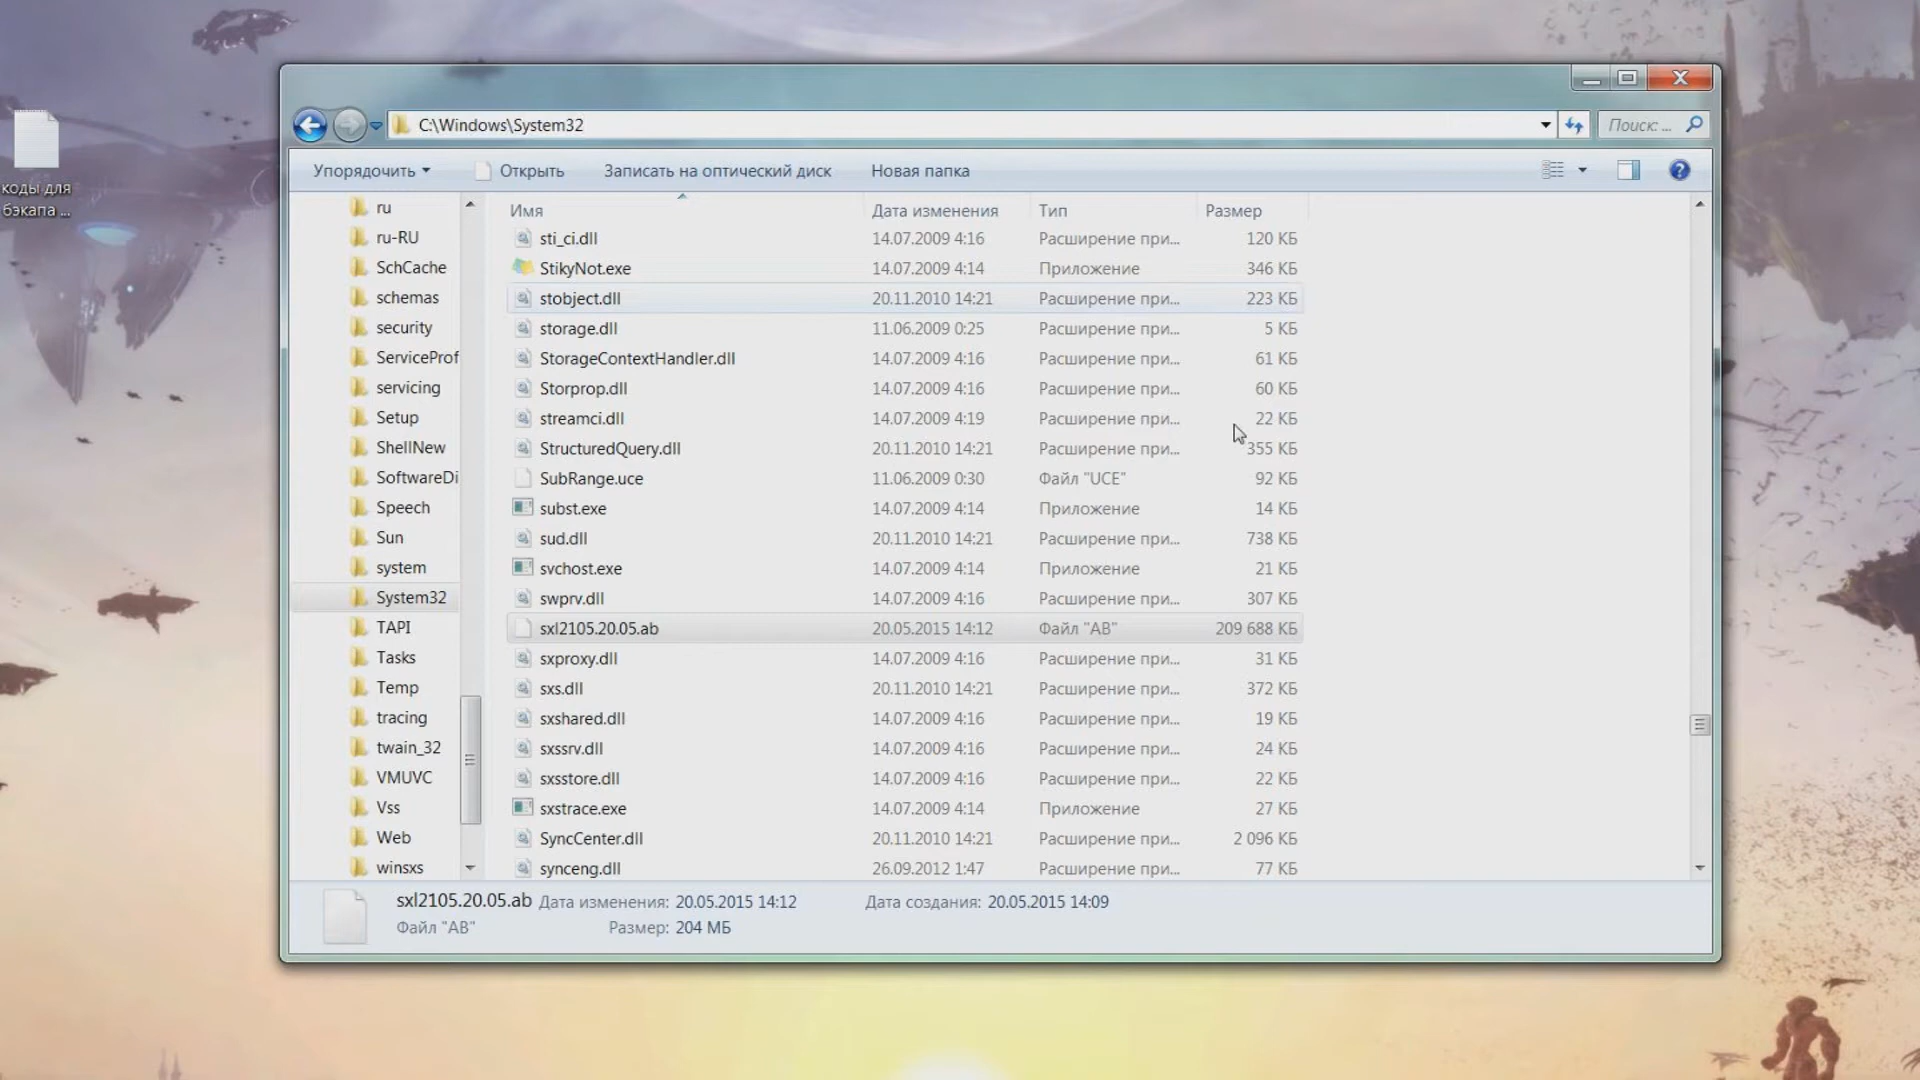 коды для
бэкапа ...
C:\Windows\System32
Поиск: ...
Упорядочить
Открыть
Записать на оптический диск
Новая папка
ru
ru-RU
SchCache
schemas
security
ServiceProf
servicing
Setup
ShellNew
SoftwareDi
Speech
Sun
system
System32
TAPI
Tasks
Temp
tracing
twain_32
VMUVC
Vss
Web
winsxs
Имя Дата изменения Тип Размер
sti_ci.dll 14.07.2009 4:16 Расширение при... 120 КБ
StikyNot.exe 14.07.2009 4:14 Приложение 346 КБ
stobject.dll 20.11.2010 14:21 Расширение при... 223 КБ
storage.dll 11.06.2009 0:25 Расширение при... 5 КБ
StorageContextHandler.dll 14.07.2009 4:16 Расширение при... 61 КБ
Storprop.dll 14.07.2009 4:16 Расширение при... 60 КБ
streamci.dll 14.07.2009 4:19 Расширение при... 22 КБ
StructuredQuery.dll 20.11.2010 14:21 Расширение при... 355 КБ
SubRange.uce 11.06.2009 0:30 Файл "UCE" 92 КБ
subst.exe 14.07.2009 4:14 Приложение 14 КБ
sud.dll 20.11.2010 14:21 Расширение при... 738 КБ
svchost.exe 14.07.2009 4:14 Приложение 21 КБ
swprv.dll 14.07.2009 4:16 Расширение при... 307 КБ
sxl2105.20.05.ab 20.05.2015 14:12 Файл "AB" 209 688 КБ
sxproxy.dll 14.07.2009 4:16 Расширение при... 31 КБ
sxs.dll 20.11.2010 14:21 Расширение при... 372 КБ
sxshared.dll 14.07.2009 4:16 Расширение при... 19 КБ
sxssrv.dll 14.07.2009 4:16 Расширение при... 24 КБ
sxsstore.dll 14.07.2009 4:16 Расширение при... 22 КБ
sxstrace.exe 14.07.2009 4:14 Приложение 27 КБ
SyncCenter.dll 20.11.2010 14:21 Расширение при... 2 096 КБ
synceng.dll 26.09.2012 1:47 Расширение при... 77 КБ
sxl2105.20.05.ab Дата изменения: 20.05.2015 14:12 Дата создания: 20.05.2015 14:09
Файл "AB" Размер: 204 МБ